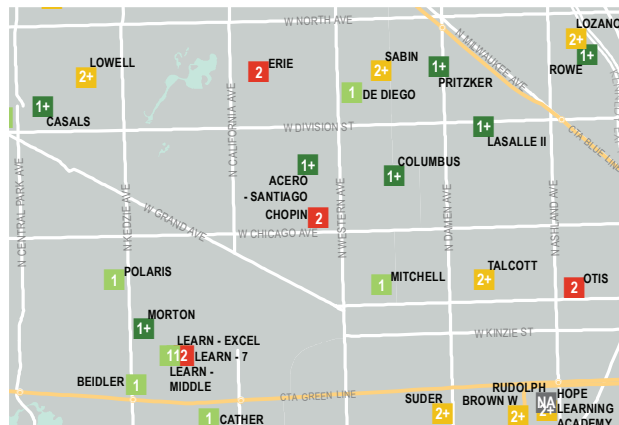 W NORTH AVE
LOZANO
2+
LOWELL
2+
ERIE
2
SABIN
2+
N MILWAUKEE AVE
ROWE
1+
PRITZKER
1+
DE DIEGO
1
CASALS
1+
N CALIFORNIA AVE
W DIVISION ST
LASALLE II
1+
CTA BLUE LINE
ACERO
- SANTIAGO
1+
COLUMBUS
1+
CHOPIN
2
N CENTRAL PARK AVE
N KEDZIE AVE
W GRAND AVE
W CHICAGO AVE
N WESTERN AVE
N DAMEN AVE
N ASHLAND AVE
POLARIS
1
MITCHELL
1
TALCOTT
2+
OTIS
2
MORTON
1+
W KINZIE ST
LEARN - EXCEL
112
LEARN - 7
LEARN -
MIDDLE
BEIDLER
1
CTA GREEN LINE
CATHER
1
SUDER
2+
RUDOLPH
BROWN W
2+
NA
2+
HOPE
LEARNING
ACADEMY